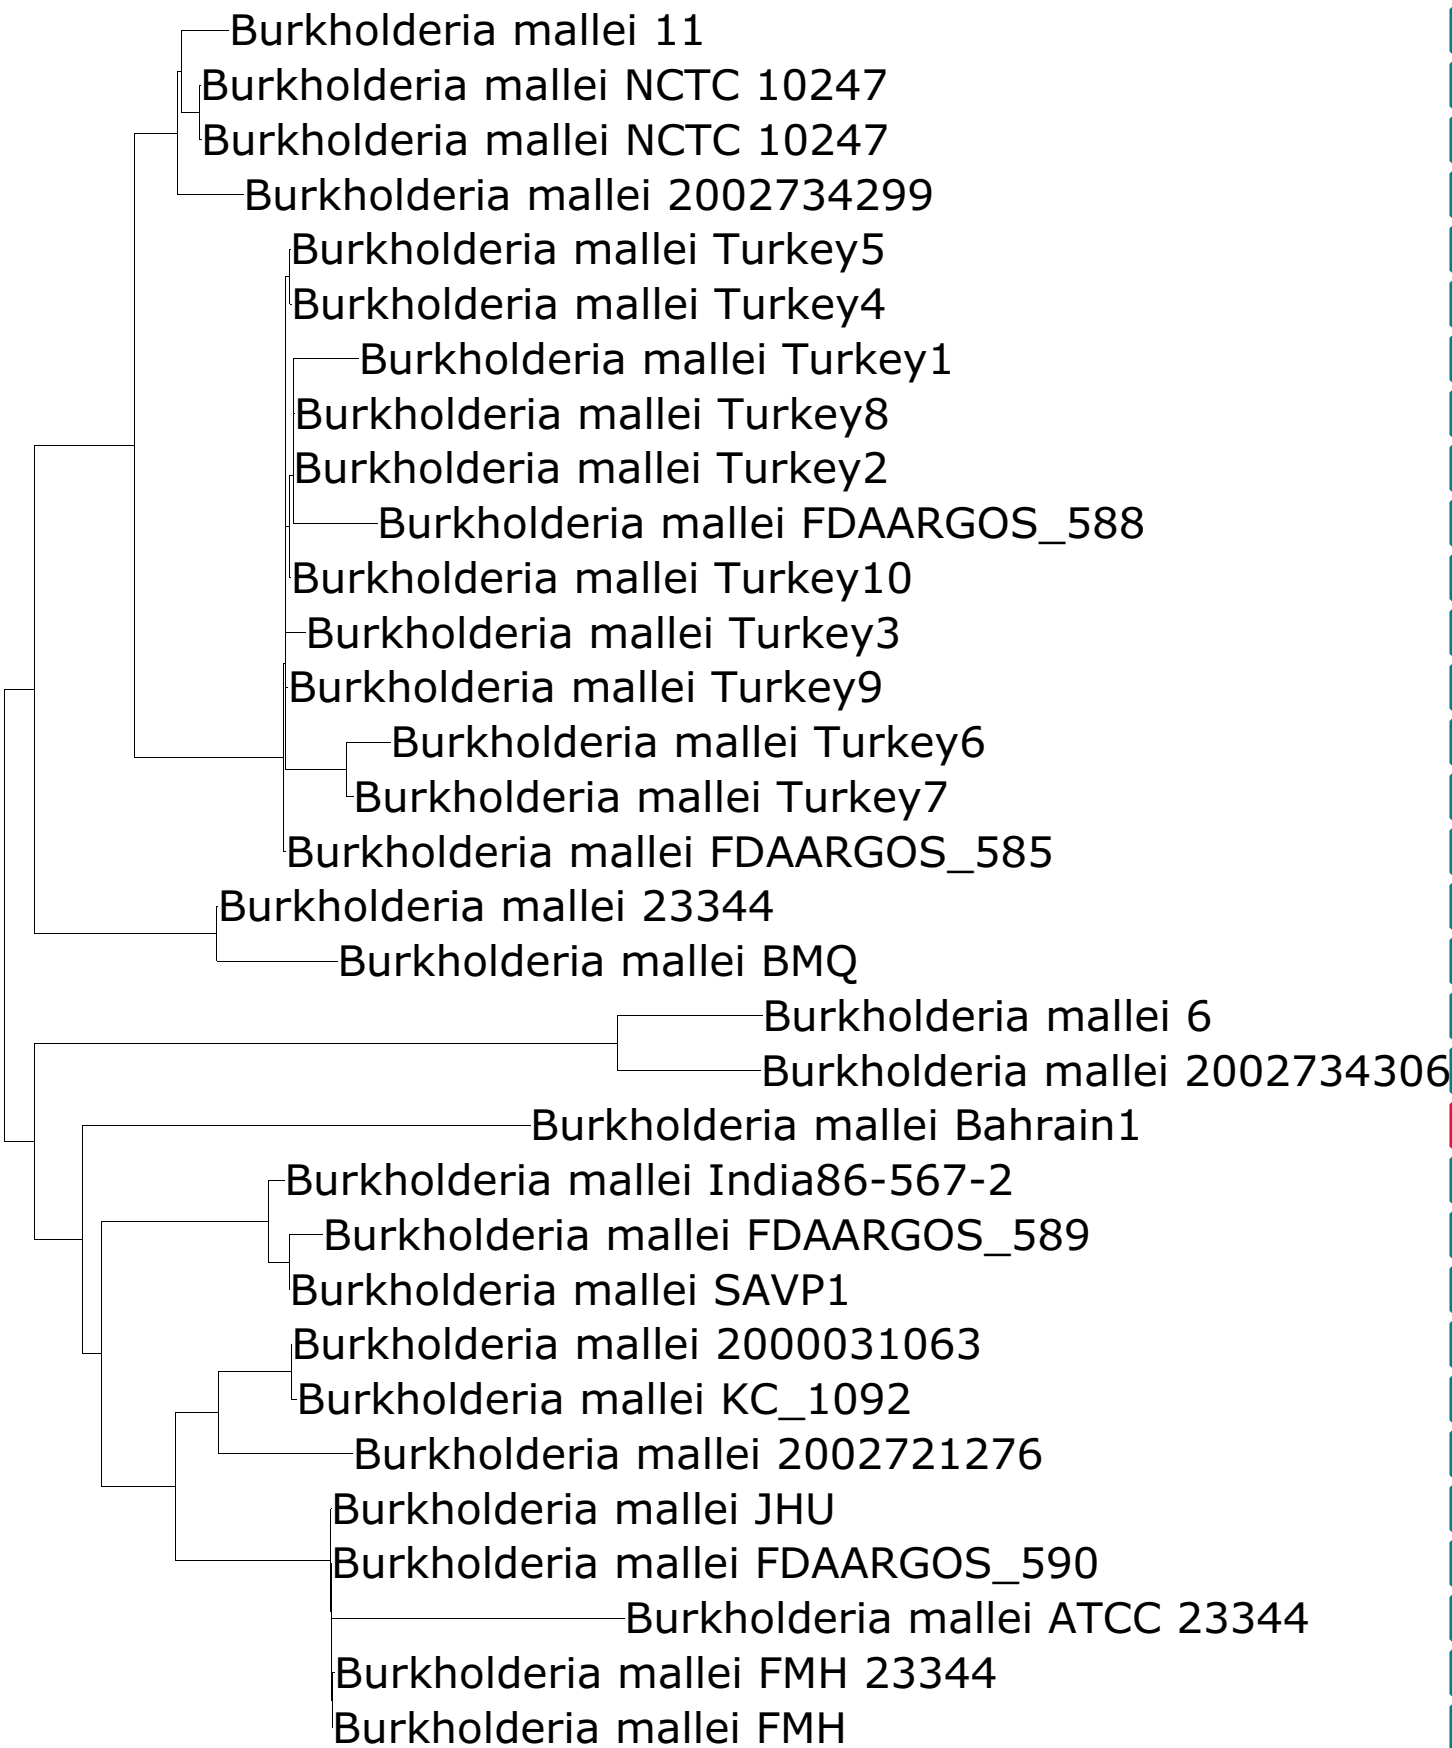 Burkholderia mallei 11
Burkholderia mallei NCTC 10247
Burkholderia mallei NCTC 10247
Burkholderia mallei 2002734299
Burkholderia mallei Turkey5
Burkholderia mallei Turkey4
Burkholderia mallei Turkey1
Burkholderia mallei Turkey8
Burkholderia mallei Turkey2
Burkholderia mallei FDAARGOS_588
Burkholderia mallei Turkey10
Burkholderia mallei Turkey3
Burkholderia mallei Turkey9
Burkholderia mallei Turkey6
Burkholderia mallei Turkey7
Burkholderia mallei FDAARGOS_585
Burkholderia mallei 23344
Burkholderia mallei BMQ
Burkholderia mallei 6
Burkholderia mallei 2002734306
Burkholderia mallei Bahrain1
Burkholderia mallei India86-567-2
Burkholderia mallei FDAARGOS_589
Burkholderia mallei SAVP1
Burkholderia mallei 2000031063
Burkholderia mallei KC_1092
Burkholderia mallei 2002721276
Burkholderia mallei JHU
Burkholderia mallei FDAARGOS_590
Burkholderia mallei ATCC 23344
Burkholderia mallei FMH 23344
Burkholderia mallei FMH